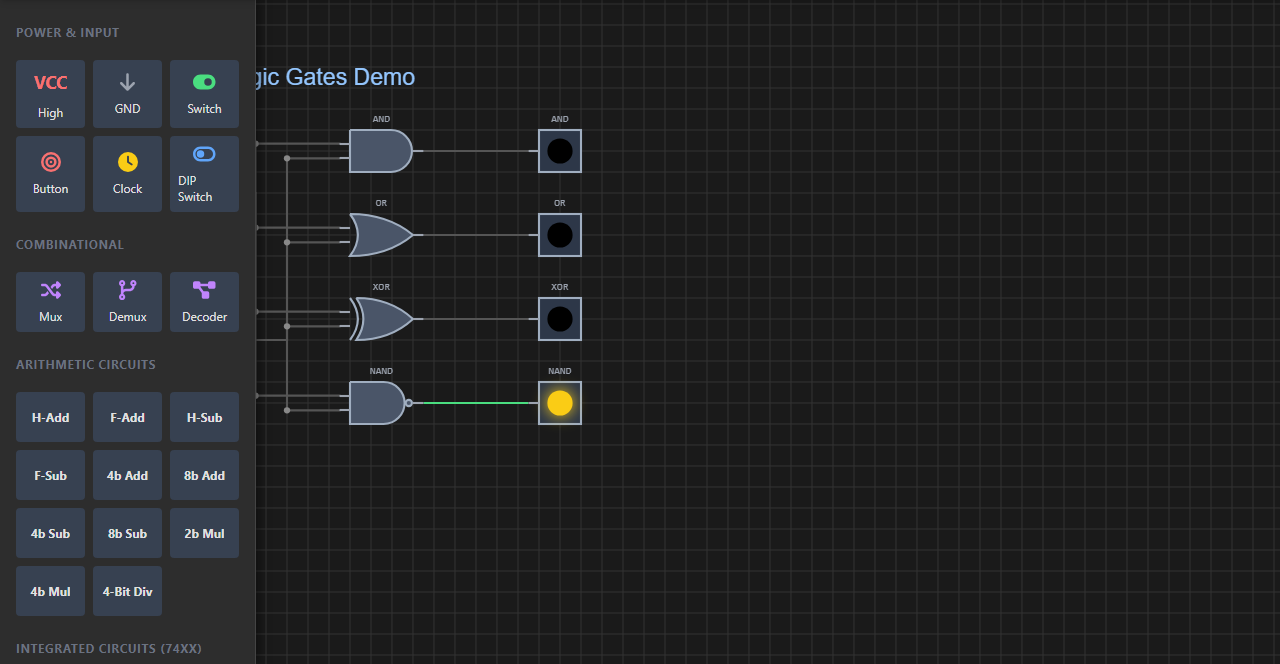 POWER & INPUT
VCC
High
GND
Switch
Button
Clock
DIP
Switch
COMBINATIONAL
Mux
Demux
Decoder
ARITHMETIC CIRCUITS
H-Add
F-Add
H-Sub
F-Sub
4b Add
8b Add
4b Sub
8b Sub
2b Mul
4b Mul
4-Bit Div
INTEGRATED CIRCUITS (74XX)
gic Gates Demo
AND
AND
OR
OR
XOR
XOR
NAND
NAND